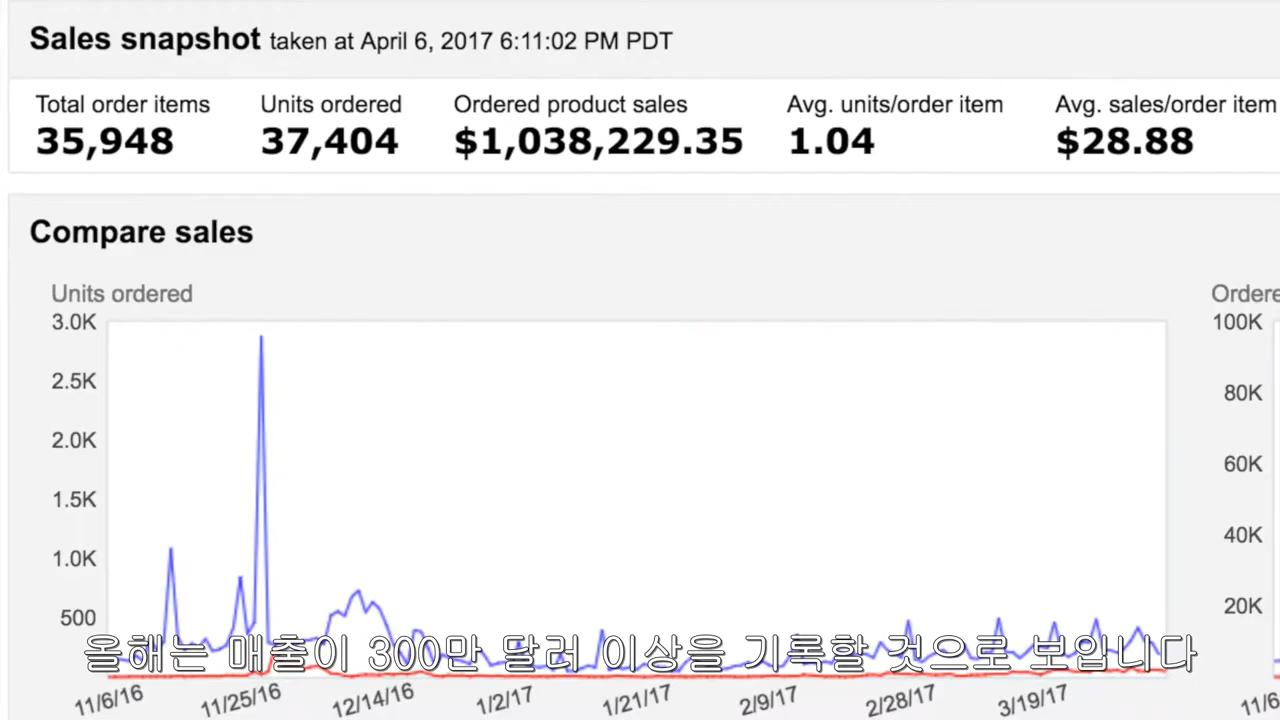 Sales snapshot taken at April 6, 2017 6:11:02 PM PDT
Total order items Units ordered Ordered product sales Avg. units/order item Avg. sales/order item
35,948 37,404 $1,038,229.35 1.04 $28.88
Compare sales
Units ordered Ordere
3.0K 100K
2.5K 80K
2.0K 60K
1.5K 40K
1.0K 20K
500
올해는 매출이 300만 달러 이상을 기록할 것으로 보입니다
11/6/16 11/25/16 12/14/16 1/2/17 1/21/17 2/9/17 2/28/17 3/19/17 11/6